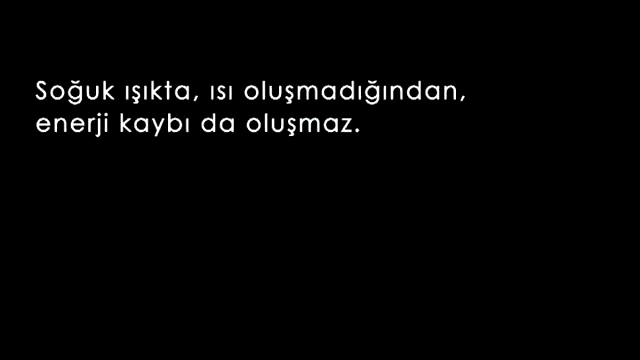 Soğuk ışıkta, ısı oluşmadığından,
enerji kaybı da oluşmaz.